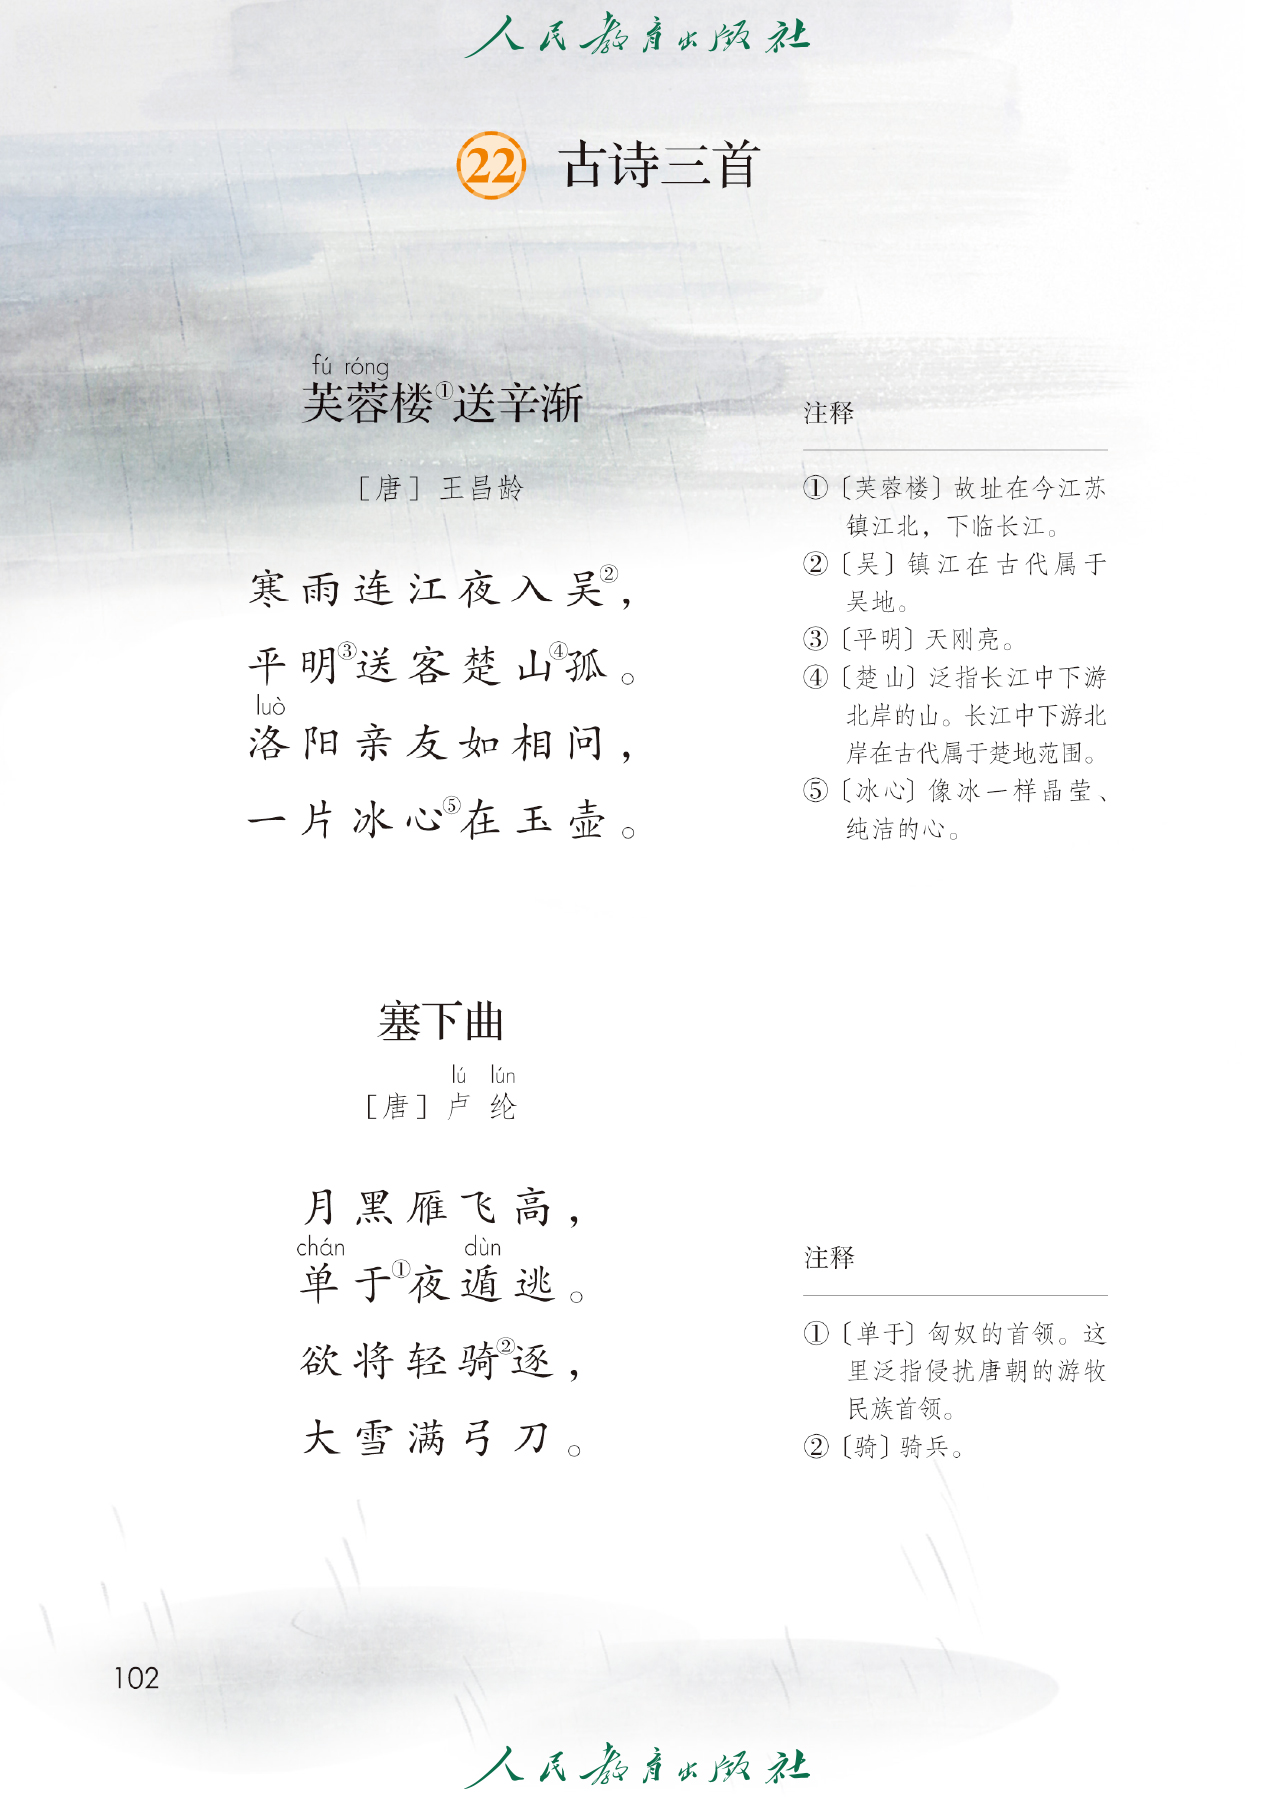 人民教育出版社
22 古诗三首
fú róng
芙蓉楼①送辛渐
［唐］王昌龄
寒雨连江夜入吴②，
平明③送客楚山④孤。
luò
洛阳亲友如相问，
一片冰心⑤在玉壶。
注释
①〔芙蓉楼〕故址在今江苏
镇江北，下临长江。
②〔吴〕镇江在古代属于
吴地。
③〔平明〕天刚亮。
④〔楚山〕泛指长江中下游
北岸的山。长江中下游北
岸在古代属于楚地范围。
⑤〔冰心〕像冰一样晶莹、
纯洁的心。
塞下曲
lú lún
［唐］卢纶
月黑雁飞高，
chán dùn
单于①夜遁逃。
欲将轻骑②逐，
大雪满弓刀。
注释
①〔单于〕匈奴的首领。这
里泛指侵扰唐朝的游牧
民族首领。
②〔骑〕骑兵。
102
人民教育出版社